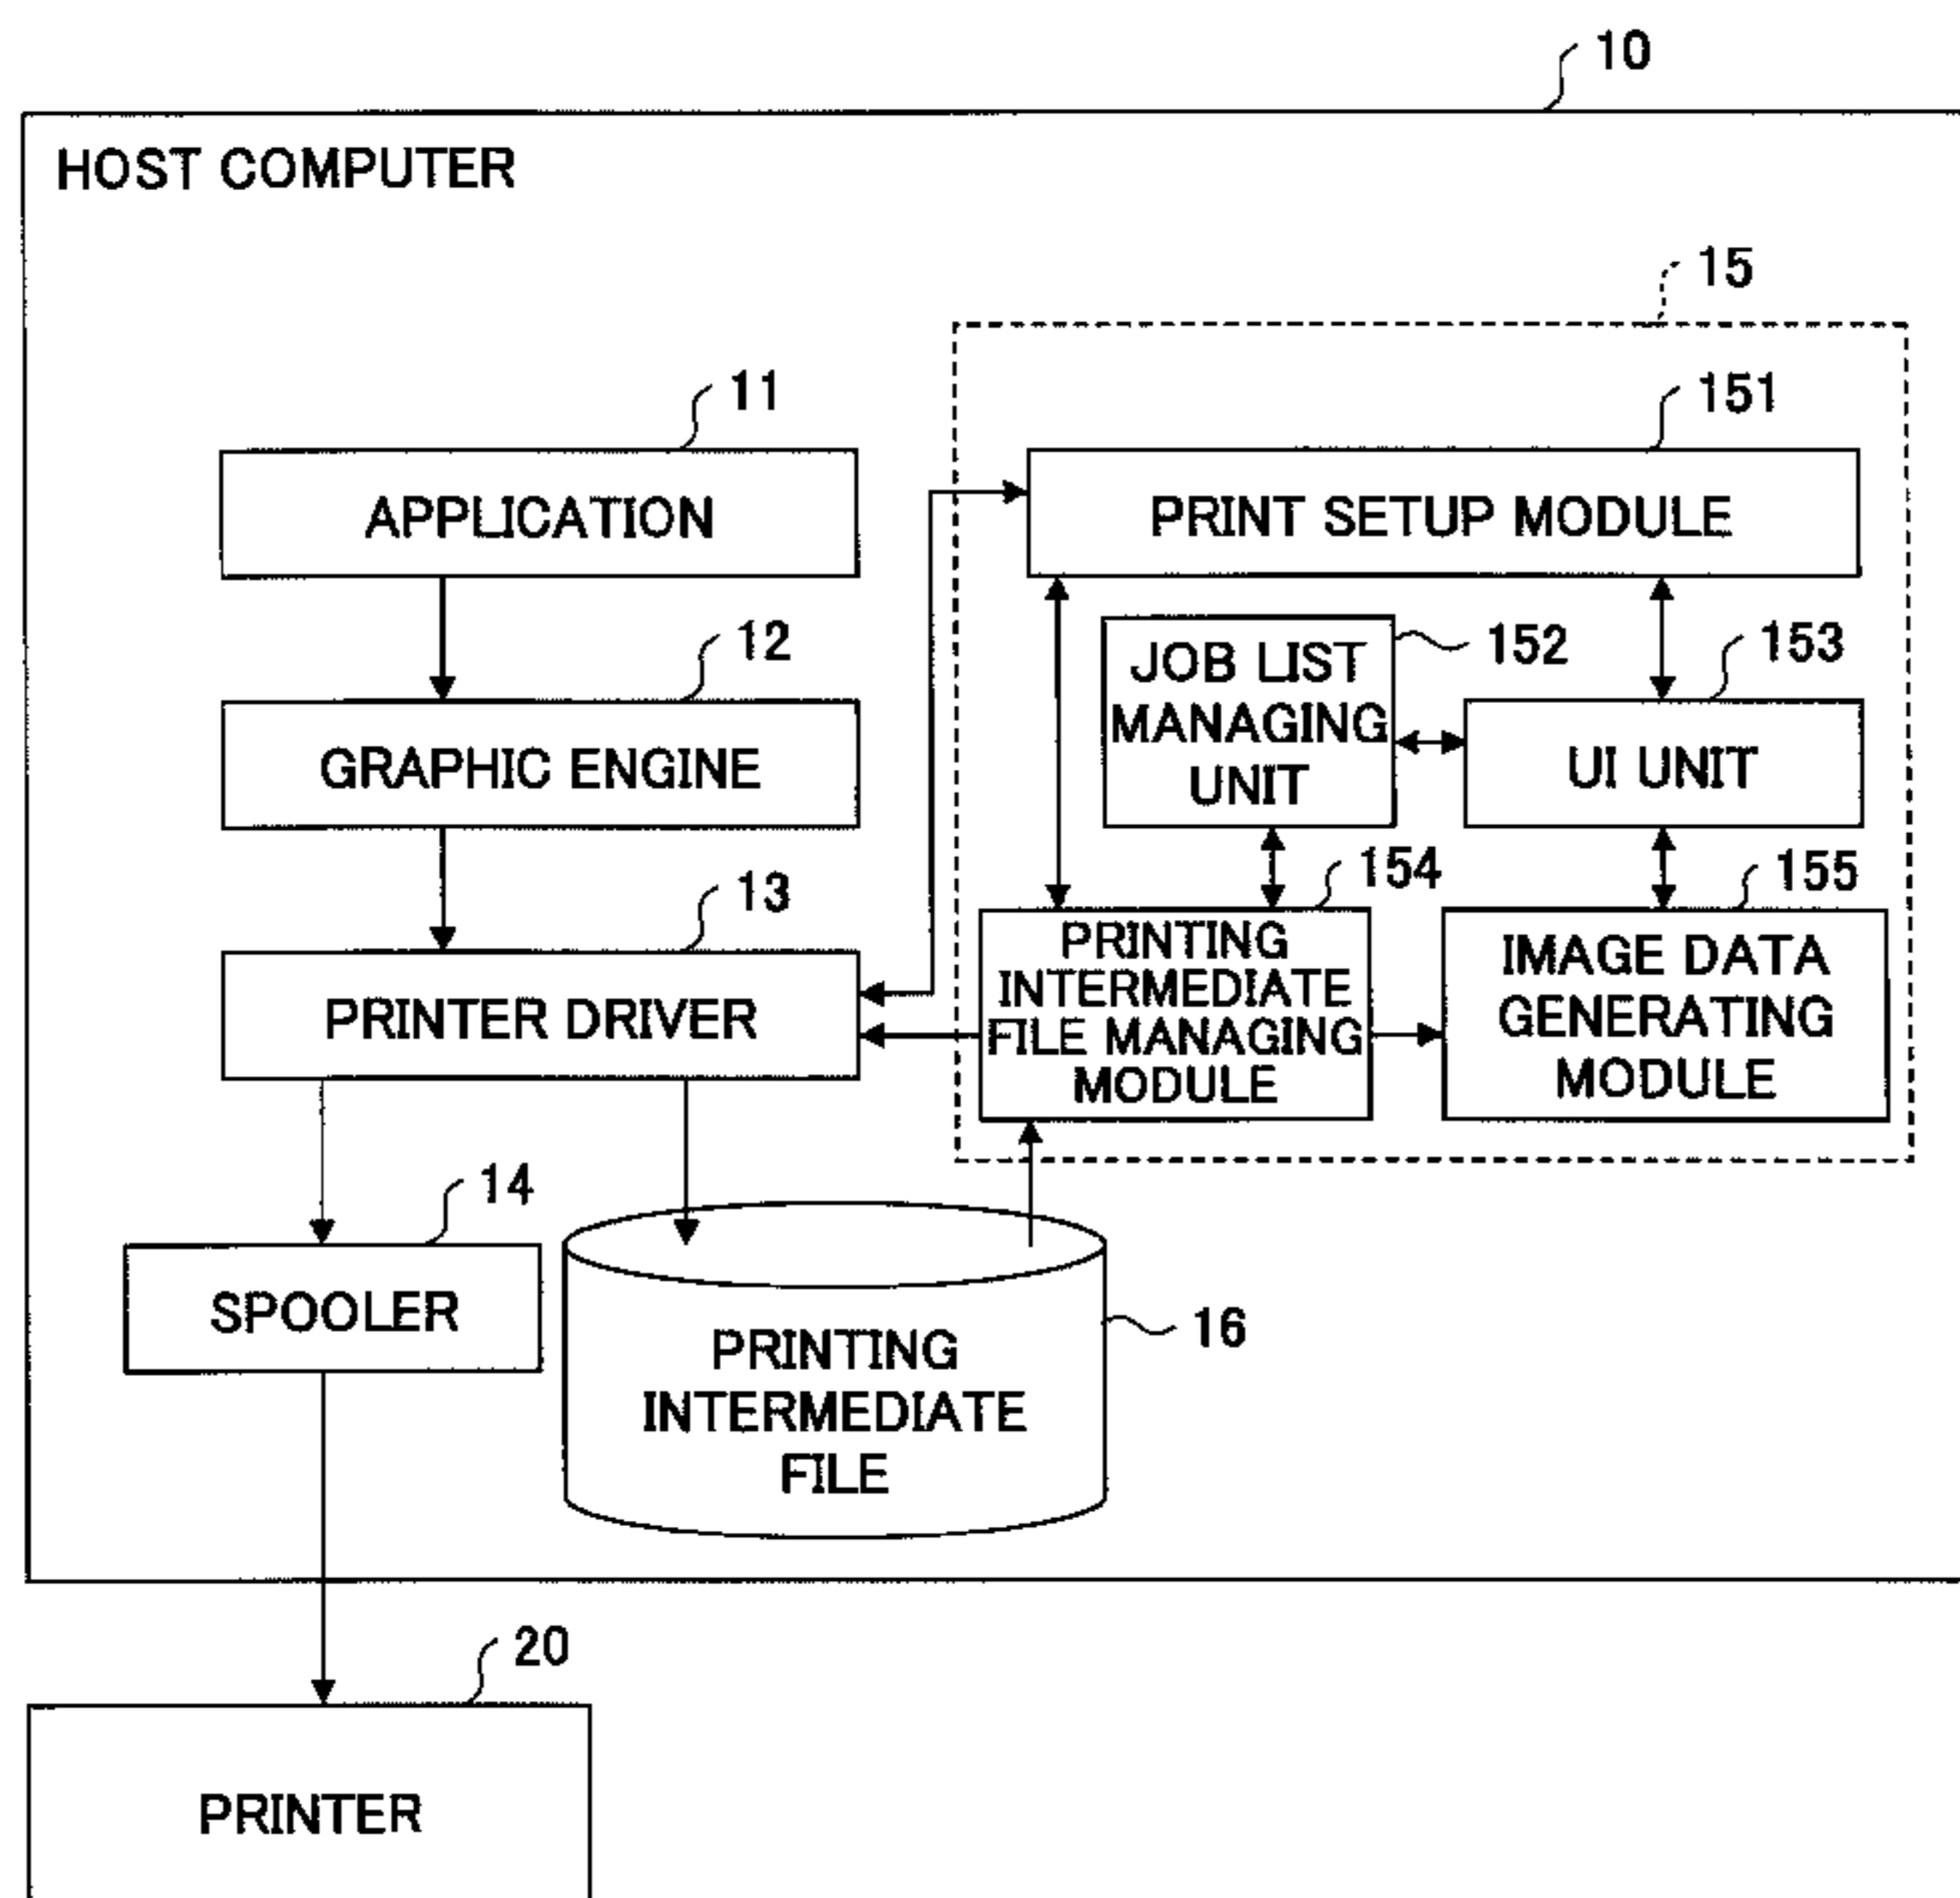 10
HOST COMPUTER
15
11
151
APPLICATION
PRINT SETUP MODULE
12
152
153
JOB LIST
MANAGING
UNIT
GRAPHIC ENGINE
UI UNIT
13
154
155
PRINTER DRIVER
PRINTING
INTERMEDIATE
FILE MANAGING
MODULE
IMAGE DATA
GENERATING
MODULE
14
SPOOLER
16
PRINTING
INTERMEDIATE
FILE
20
PRINTER